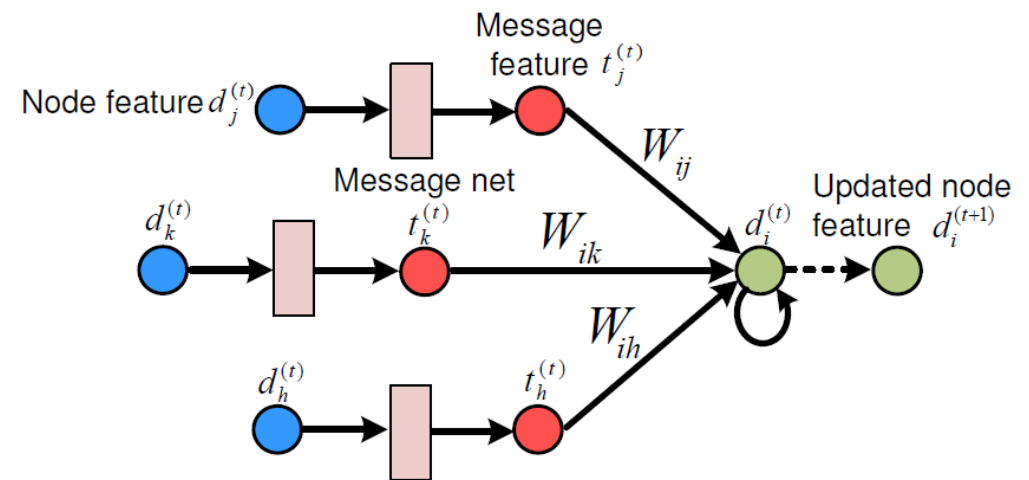 Message
feature t_j^(t)
Node feature d_j^(t)
W_ij
Message net
Updated node
feature d_i^(t+1)
d_k^(t)
t_k^(t)
W_ik
d_i^(t)
W_ih
d_h^(t)
t_h^(t)